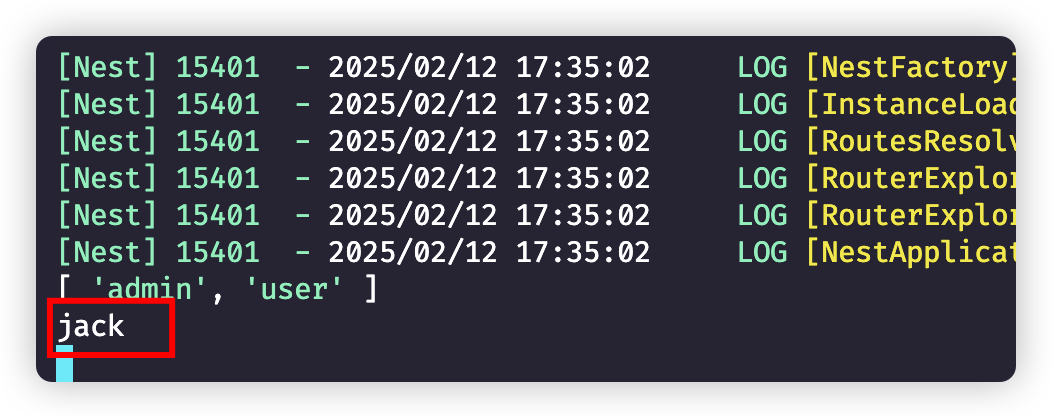 [Nest] 15401  - 2025/02/12 17:35:02     LOG [NestFactory]
[Nest] 15401  - 2025/02/12 17:35:02     LOG [InstanceLoad
[Nest] 15401  - 2025/02/12 17:35:02     LOG [RoutesResolv
[Nest] 15401  - 2025/02/12 17:35:02     LOG [RouterExplor
[Nest] 15401  - 2025/02/12 17:35:02     LOG [RouterExplor
[Nest] 15401  - 2025/02/12 17:35:02     LOG [NestApplicat
[ 'admin', 'user' ]
jack